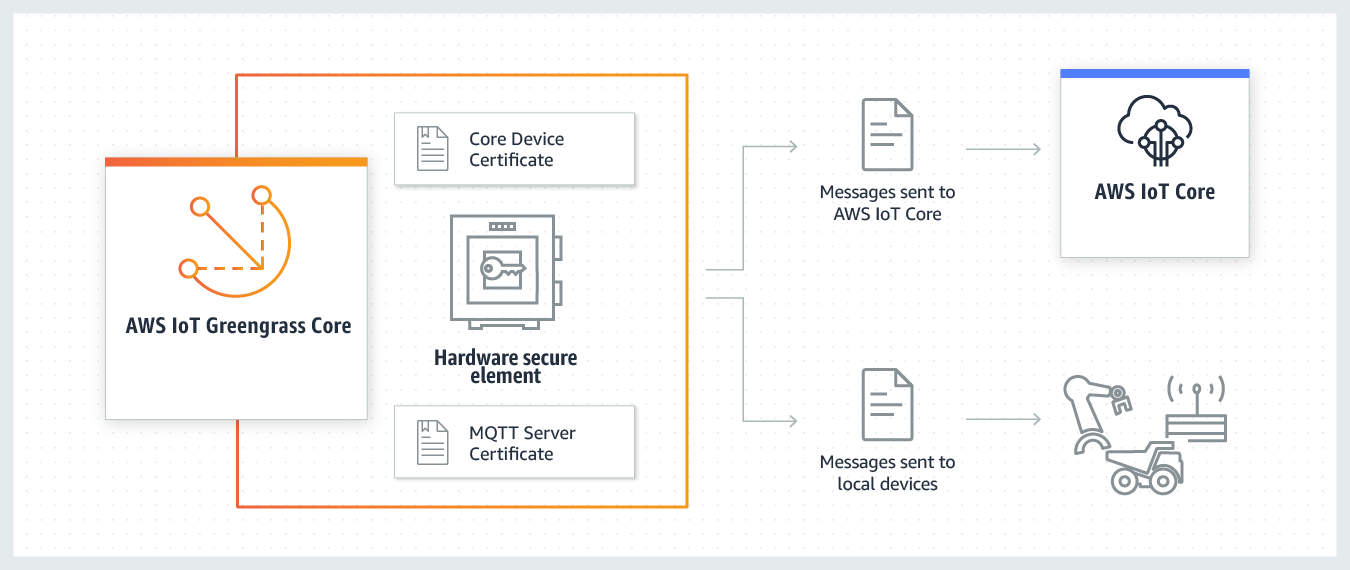 AWS IoT Greengrass Core
Core Device
Certificate
Hardware secure
element
MQTT Server
Certificate
Messages sent to
AWS IoT Core
AWS IoT Core
Messages sent to
local devices